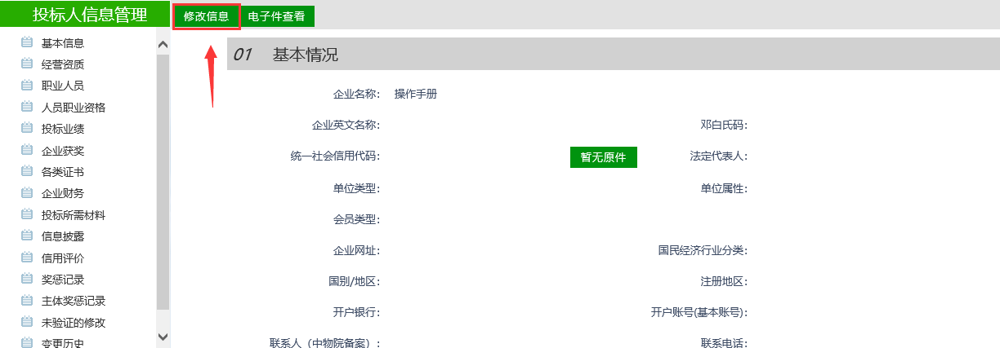 投标人信息管理
修改信息
电子件查看
基本信息
经营资质
职业人员
人员职业资格
投标业绩
企业获奖
各类证书
企业财务
投标所需材料
信息披露
信用评价
奖惩记录
主体奖惩记录
未验证的修改
变更历史
01 基本情况
企业名称: 操作手册
企业英文名称: 邓白氏码:
统一社会信用代码: 暂无原件 法定代表人:
单位类型: 单位属性:
会员类型:
企业网址: 国民经济行业分类:
国别/地区: 注册地区:
开户银行: 开户账号(基本账号):
联系人（中物院备案）: 联系电话: